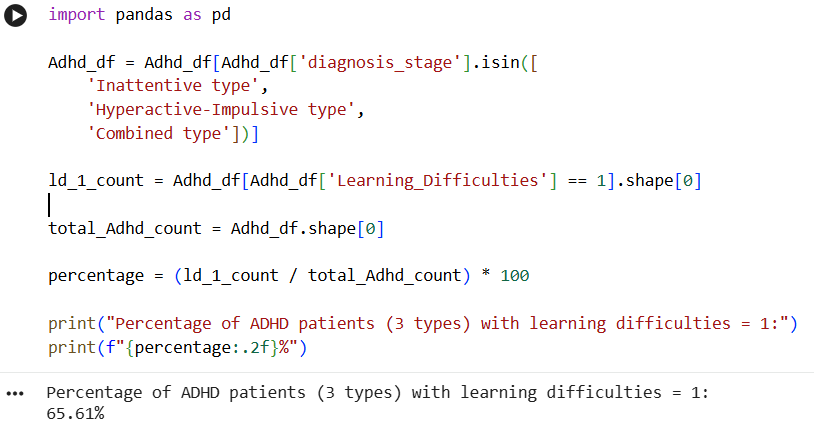 import pandas as pd
Adhd_df = Adhd_df[Adhd_df['diagnosis_stage'].isin([
    'Inattentive type',
    'Hyperactive-Impulsive type',
    'Combined type'])]
ld_1_count = Adhd_df[Adhd_df['Learning_Difficulties'] == 1].shape[0]
total_Adhd_count = Adhd_df.shape[0]
percentage = (ld_1_count / total_Adhd_count) * 100
print("Percentage of ADHD patients (3 types) with learning difficulties = 1:")
print(f"{percentage:.2f}%")
Percentage of ADHD patients (3 types) with learning difficulties = 1:
65.61%